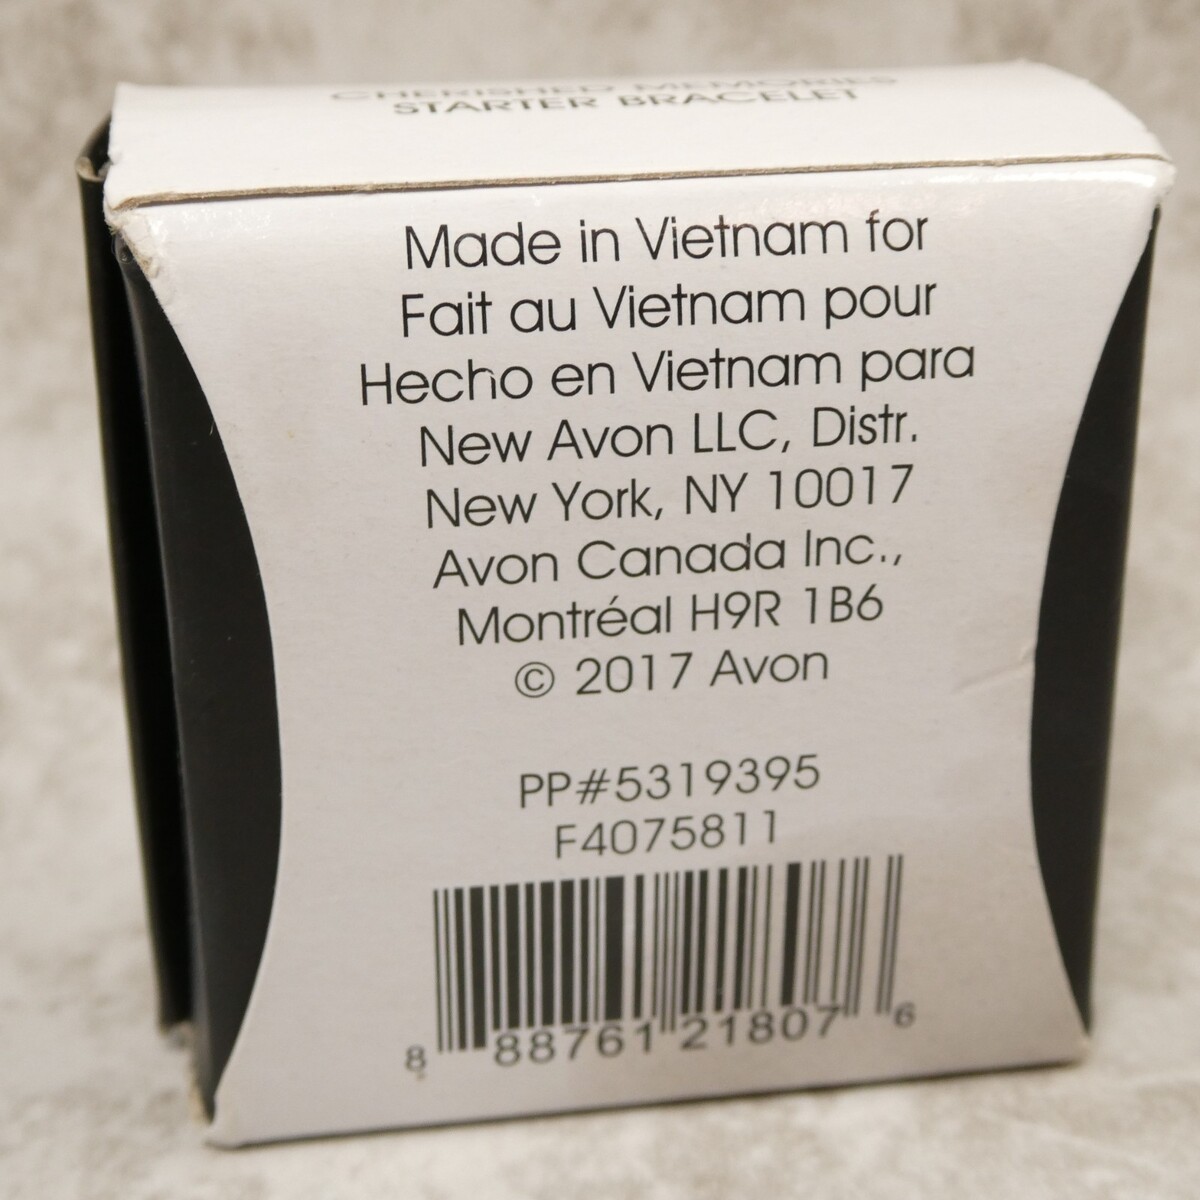 CHERISHED MEMORIES
STARTER BRACELET
Made in Vietnam for
Fait au Vietnam pour
Hecho en Vietnam para
New Avon LLC, Distr.
New York, NY 10017
Avon Canada Inc.,
Montréal H9R 1B6
© 2017 Avon
PP#5319395
F4075811
8 88761 21807 6